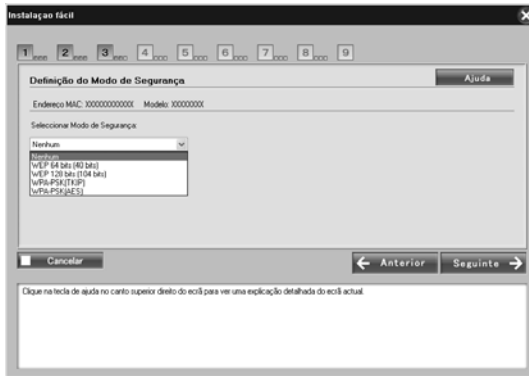 Instalaçao fácil
1 2 3 4 5 6 7 8 9
Definição do Modo de Segurança
Ajuda
Endereço MAC: XXXXXXXXXXXX Modelo: XXXXXXXX
Seleccionar Modo de Segurança:
Nenhum
Nenhum
WEP 64 bits (40 bits)
WEP 128 bits (104 bits)
WPA-PSK(TKIP)
WPA-PSK(AES)
Cancelar
Anterior
Seguinte
Clique na tecla de ajuda no canto superior direito do ecrã para ver uma explicação detalhada do ecrã actual.